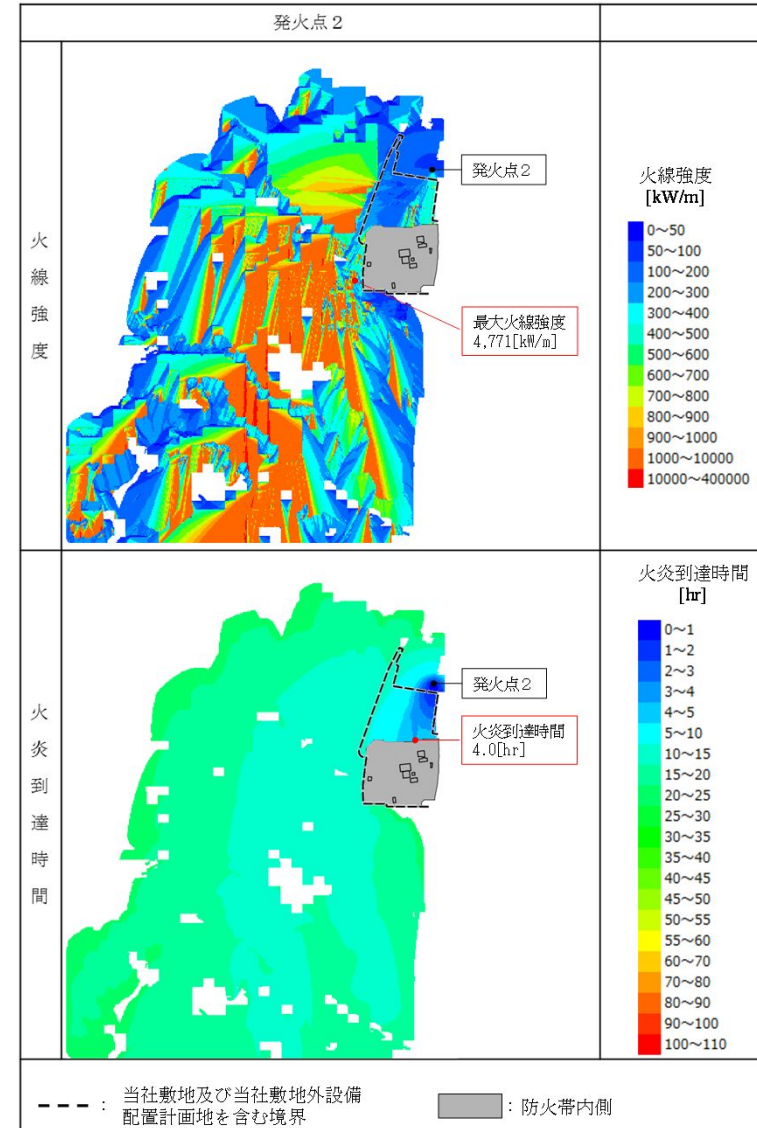 発火点２
火線強度
発火点２
最大火線強度
4,771[kW/m]
火線強度
[kW/m]
0～50
50～100
100～200
200～300
300～400
400～500
500～600
600～700
700～800
800～900
900～1000
1000～10000
10000～400000
火炎到達時間
発火点２
火炎到達時間
4.0[hr]
火炎到達時間
[hr]
0～1
1～2
2～3
3～4
4～5
5～10
10～15
15～20
20～25
25～30
30～35
35～40
40～45
45～50
50～55
55～60
60～70
70～80
80～90
90～100
100～110
：当社敷地及び当社敷地外設備
配置計画地を含む境界
：防火帯内側